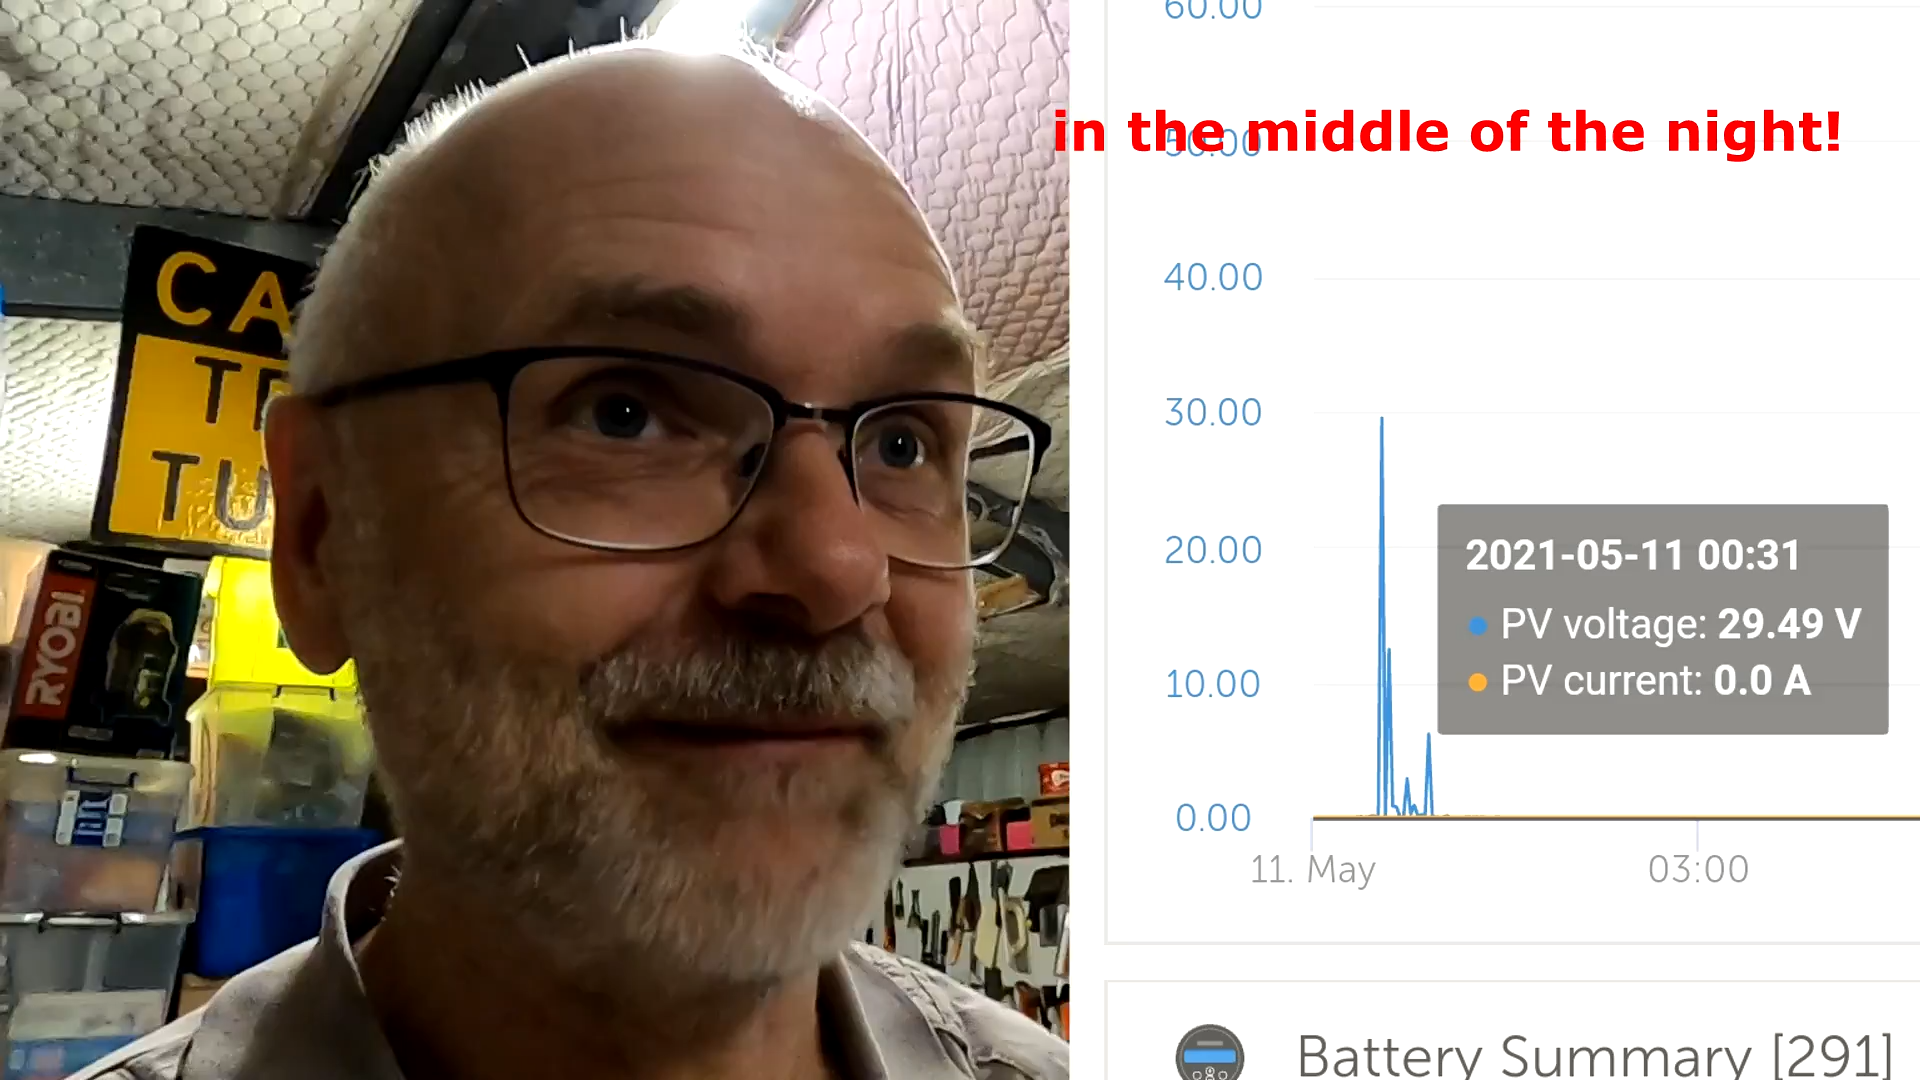 CA
T
TU
RYOBI
60.00
in the middle of the night!
50.00
40.00
30.00
20.00
10.00
0.00
2021-05-11 00:31
PV voltage: 29.49 V
PV current: 0.0 A
11. May
03:00
Battery Summary [291]